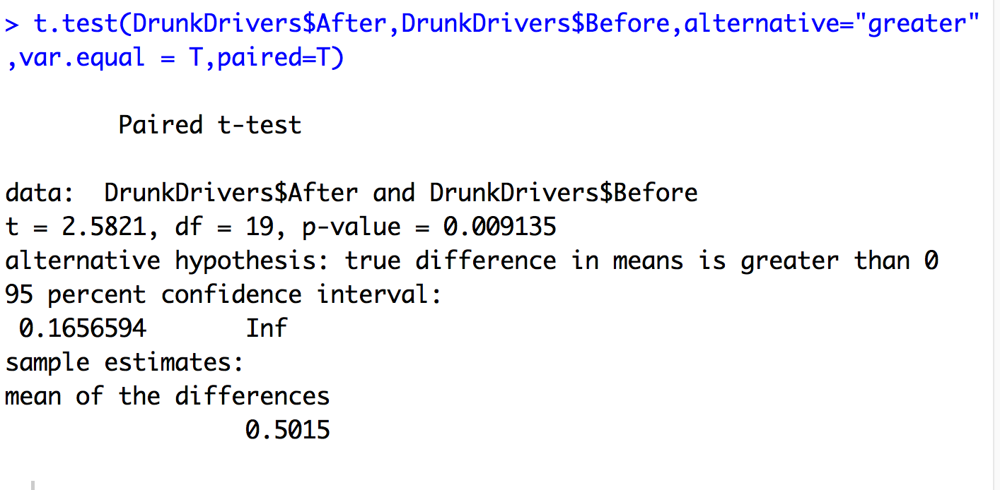 > t.test(DrunkDrivers$After,DrunkDrivers$Before,alternative="greater"
,var.equal = T,paired=T)
Paired t-test
data:  DrunkDrivers$After and DrunkDrivers$Before
t = 2.5821, df = 19, p-value = 0.009135
alternative hypothesis: true difference in means is greater than 0
95 percent confidence interval:
 0.1656594       Inf
sample estimates:
mean of the differences
                 0.5015